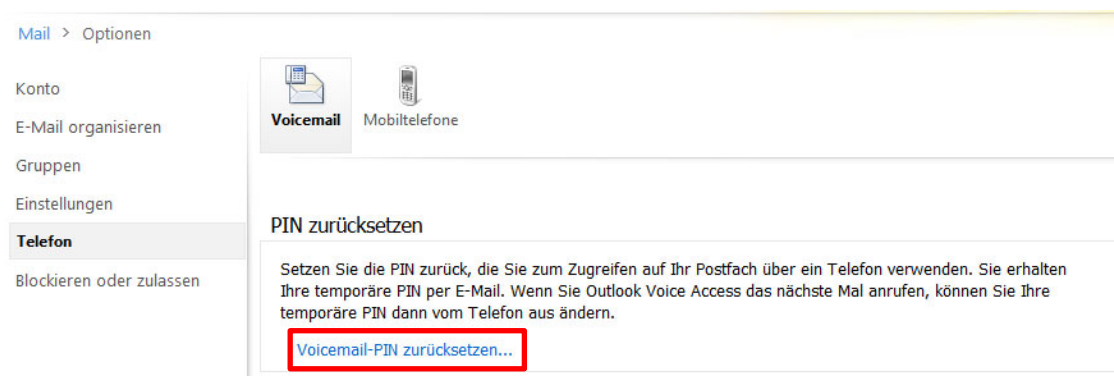 Mail > Optionen
Konto
E-Mail organisieren
Gruppen
Einstellungen
Telefon
Blockieren oder zulassen
Voicemail
Mobiltelefone
PIN zurücksetzen
Setzen Sie die PIN zurück, die Sie zum Zugreifen auf Ihr Postfach über ein Telefon verwenden. Sie erhalten
Ihre temporäre PIN per E-Mail. Wenn Sie Outlook Voice Access das nächste Mal anrufen, können Sie Ihre
temporäre PIN dann vom Telefon aus ändern.
Voicemail-PIN zurücksetzen...